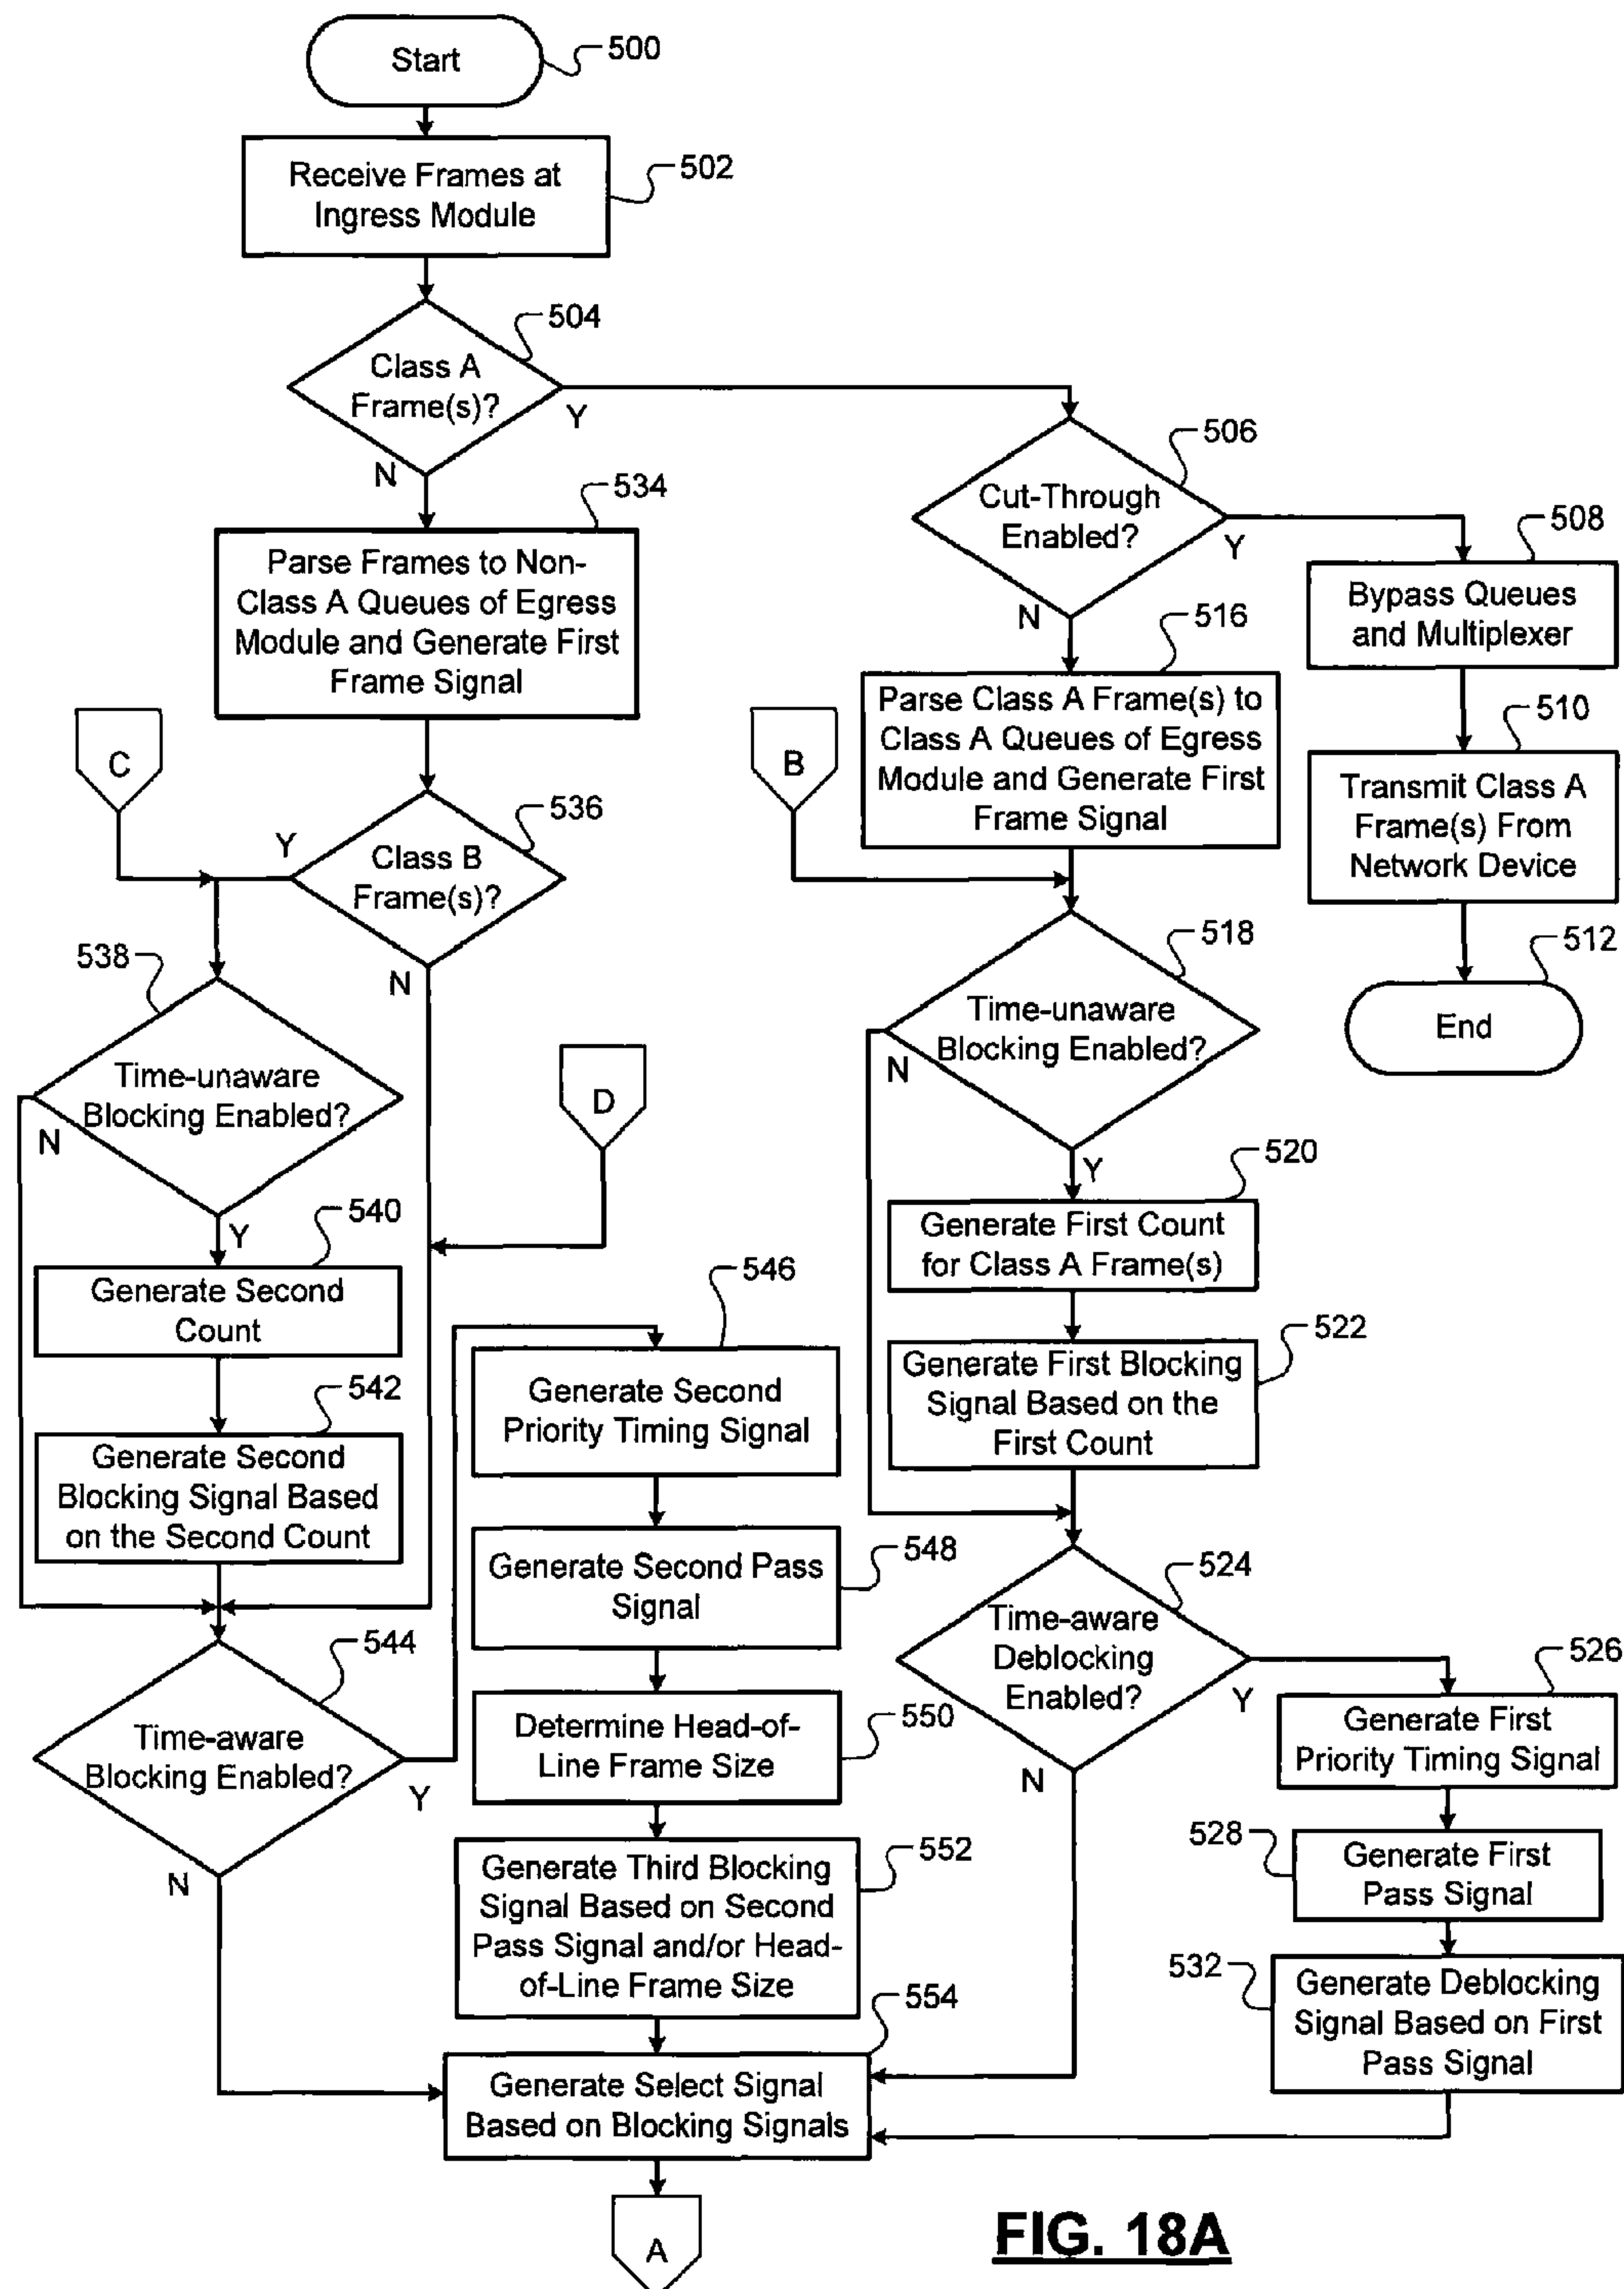 Start
500
Receive Frames at
Ingress Module
502
504
Class A
Frame(s)?
Y
N
506
Cut-Through
Enabled?
Y
N
508
Bypass Queues
and Multiplexer
510
Transmit Class A
Frame(s) From
Network Device
512
End
534
Parse Frames to Non-
Class A Queues of Egress
Module and Generate First
Frame Signal
516
Parse Class A Frame(s) to
Class A Queues of Egress
Module and Generate First
Frame Signal
C
B
536
Class B
Frame(s)?
Y
N
518
Time-unaware
Blocking Enabled?
N
Y
538
Time-unaware
Blocking Enabled?
N
Y
D
520
Generate First Count
for Class A Frame(s)
522
Generate First Blocking
Signal Based on the
First Count
540
Generate Second
Count
542
Generate Second
Blocking Signal Based
on the Second Count
546
Generate Second
Priority Timing Signal
548
Generate Second Pass
Signal
550
Determine Head-of-
Line Frame Size
552
Generate Third Blocking
Signal Based on Second
Pass Signal and/or Head-
of-Line Frame Size
544
Time-aware
Blocking Enabled?
Y
N
524
Time-aware
Deblocking
Enabled?
Y
N
526
Generate First
Priority Timing Signal
528
Generate First
Pass Signal
532
Generate Deblocking
Signal Based on First
Pass Signal
554
Generate Select Signal
Based on Blocking Signals
A
FIG. 18A